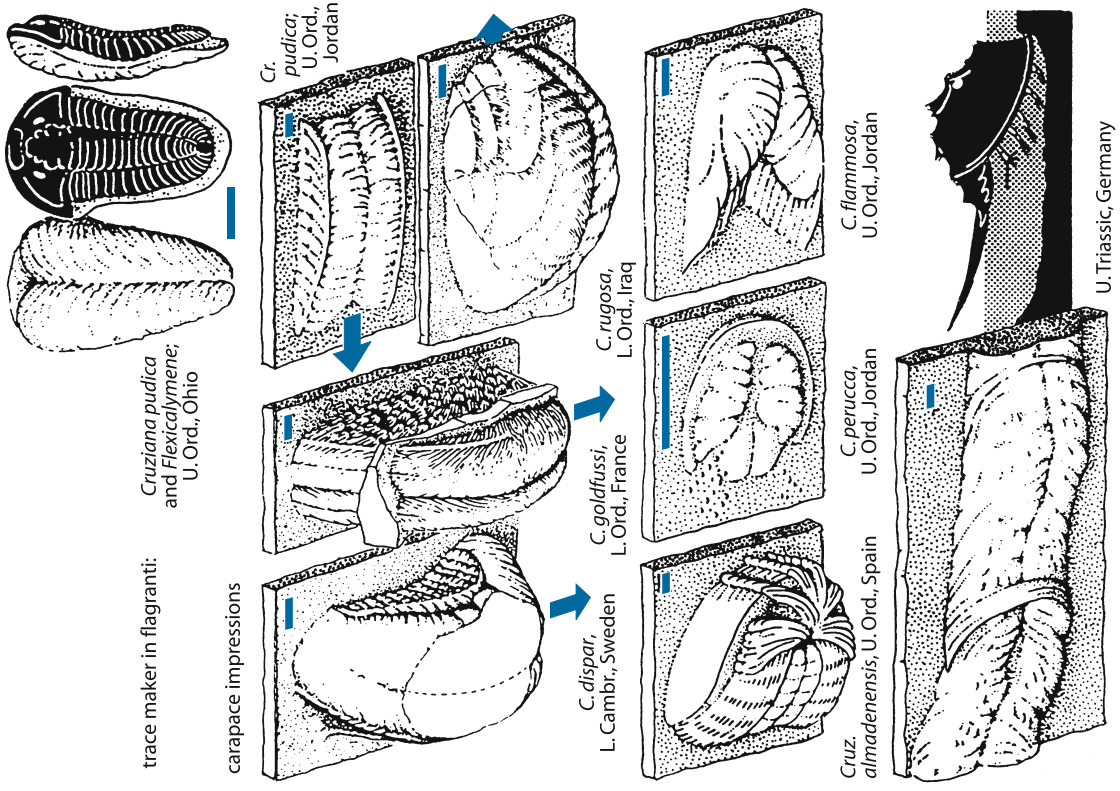 trace maker in flagranti:
Cruziana pudica
and Flexicalymene;
U. Ord., Ohio
carapace impressions
Cr.
pudica;
U. Ord.,
Jordan
C. dispar,
L. Cambr., Sweden
C. goldfussi,
L. Ord., France
C. rugosa,
L. Ord., Iraq
Cruz.
almadenensis, U. Ord., Spain
C. perucca,
U. Ord., Jordan
C. flammosa,
U. Ord., Jordan
U. Triassic, Germany